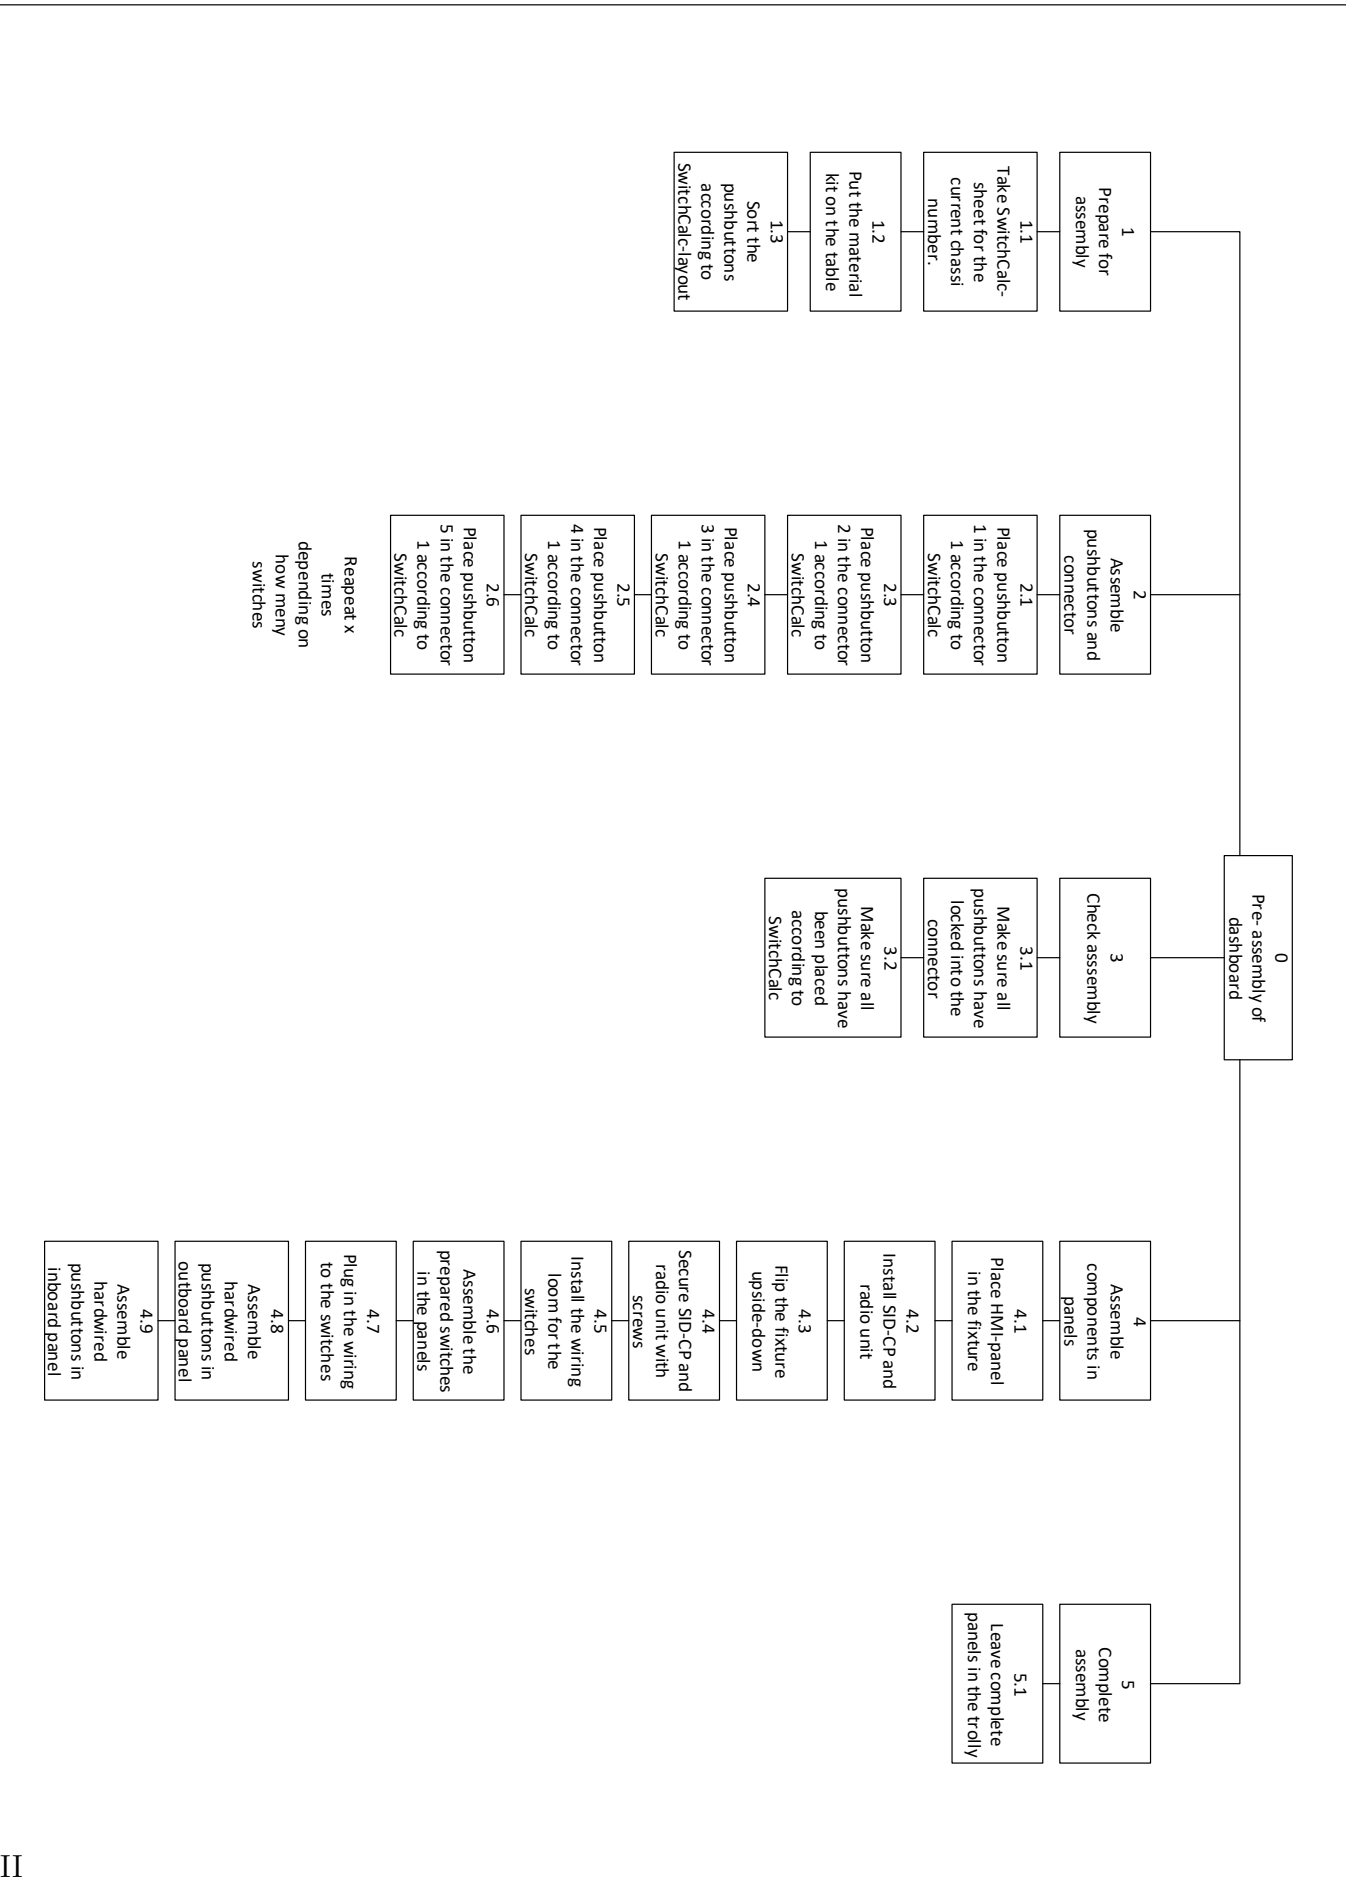 0
Pre- assembly of
dashboard
1
Prepare for
assembly
1.1
Take SwitchCalc-
sheet for the
current chassi
number.
1.2
Put the material
kit on the table
1.3
Sort the
pushbuttons
according to
SwitchCalc-layout
2
Assemble
pushbuttons and
connector
2.1
Place pushbutton
1 in the connector
1 according to
SwitchCalc
2.3
Place pushbutton
2 in the connector
1 according to
SwitchCalc
2.4
Place pushbutton
3 in the connector
1 according to
SwitchCalc
2.5
Place pushbutton
4 in the connector
1 according to
SwitchCalc
2.6
Place pushbutton
5 in the connector
1 according to
SwitchCalc
Reapeat x
times
depending on
how meny
switches
3
Check asssembly
3.1
Make sure all
pushbuttons have
locked into the
connector
3.2
Make sure all
pushbuttons have
been placed
according to
SwitchCalc
4
Assemble
components in
panels
4.1
Place HMI-panel
in the fixture
4.2
Install SID-CP and
radio unit
4.3
Flip the fixture
upside-down
4.4
Secure SID-CP and
radio unit with
screws
4.5
Install the wiring
loom for the
switches
4.6
Assemble the
prepared switches
in the panels
4.7
Plug in the wiring
to the switches
4.8
Assemble
hardwired
pushbuttons in
outboard panel
4.9
Assemble
hardwired
pushbuttons in
inboard panel
5
Complete
assembly
5.1
Leave complete
panels in the trolly
II